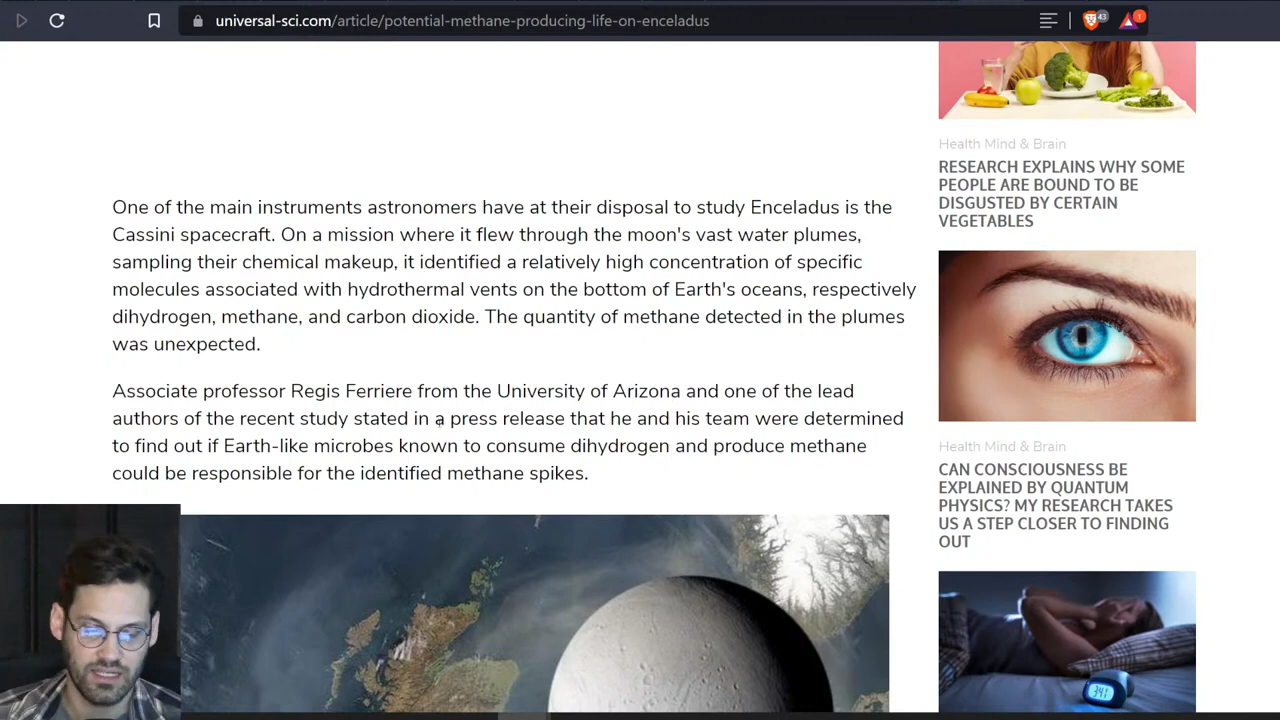 universal-sci.com/article/potential-methane-producing-life-on-enceladus
43
1
One of the main instruments astronomers have at their disposal to study Enceladus is the
Cassini spacecraft. On a mission where it flew through the moon's vast water plumes,
sampling their chemical makeup, it identified a relatively high concentration of specific
molecules associated with hydrothermal vents on the bottom of Earth's oceans, respectively
dihydrogen, methane, and carbon dioxide. The quantity of methane detected in the plumes
was unexpected.
Associate professor Regis Ferriere from the University of Arizona and one of the lead
authors of the recent study stated in a press release that he and his team were determined
to find out if Earth-like microbes known to consume dihydrogen and produce methane
could be responsible for the identified methane spikes.
Health Mind & Brain
RESEARCH EXPLAINS WHY SOME
PEOPLE ARE BOUND TO BE
DISGUSTED BY CERTAIN
VEGETABLES
Health Mind & Brain
CAN CONSCIOUSNESS BE
EXPLAINED BY QUANTUM
PHYSICS? MY RESEARCH TAKES
US A STEP CLOSER TO FINDING
OUT
3:41